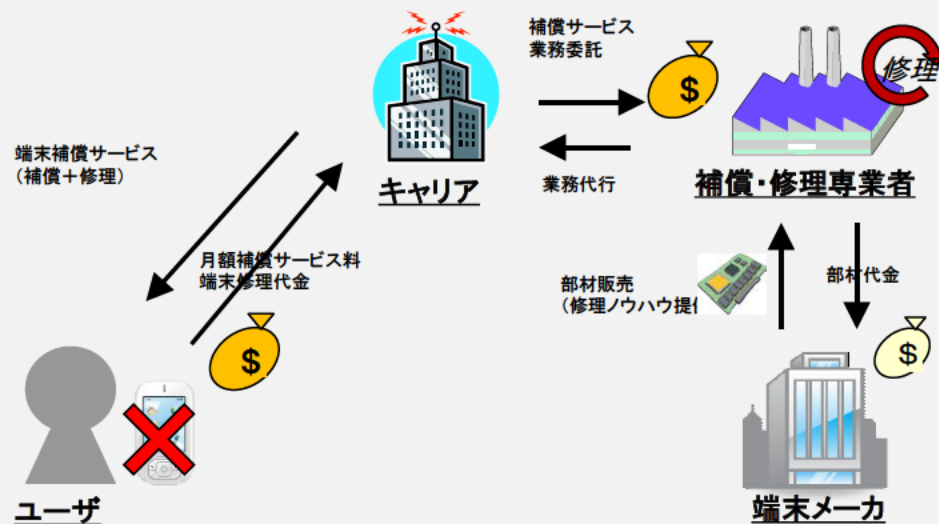 補償サービス
業務委託
$
修理
端末補償サービス
（補償＋修理）
キャリア
業務代行
補償・修理専業者
月額補償サービス料
端末修理代金
部材販売
（修理ノウハウ提
部材代金
$
$
ユーザ
端末メーカ